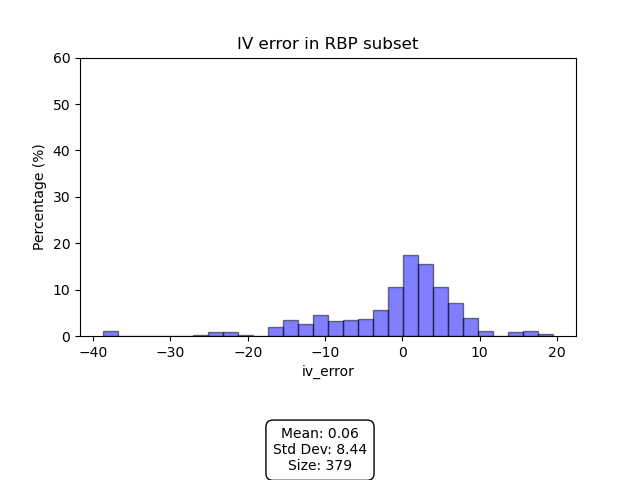 IV error in RBP subset
60
50
40
30
20
10
0
Percentage (%)
−40
−30
−20
−10
0
10
20
iv_error
Mean: 0.06
Std Dev: 8.44
Size: 379